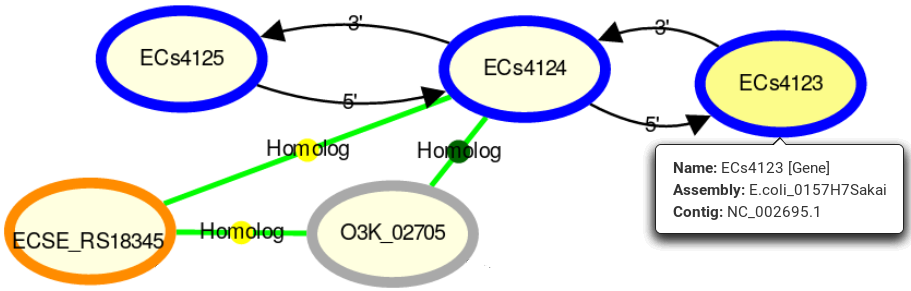 3'
3'
ECs4125
ECs4124
ECs4123
5'
5'
Homolog
Homolog
Name: ECs4123 [Gene]
Assembly: E.coli_0157H7Sakai
Contig: NC_002695.1
ECSE_RS18345
Homolog
O3K_02705